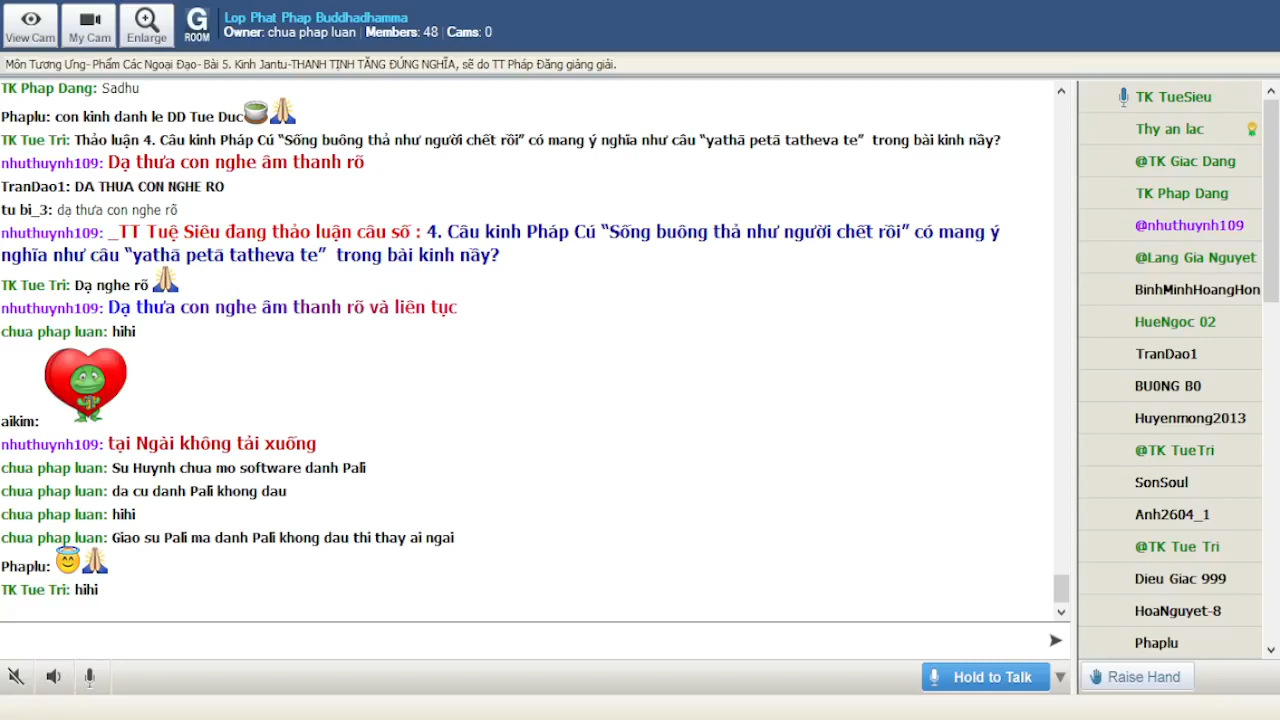 View Cam
My Cam
Enlarge
G
ROOM
Lop Phat Phap Buddhadhamma
Owner: chua phap luan | Members: 48 | Cams: 0
Môn Tương Ưng- Phẩm Các Ngoại Đạo- Bài 5. Kinh Jantu-THANH TỊNH TĂNG ĐÚNG NGHĨA, sẽ do TT Pháp Đăng giảng giải.
TK Phap Dang: Sadhu
Phaplu: con kinh danh le DD Tue Duc
TK Tue Tri: Thảo luận 4. Câu kinh Pháp Cú “Sống buông thả như người chết rồi” có mang ý nghĩa như câu “yathā petā tatheva te” trong bài kinh nầy?
nhuthuynh109: Dạ thưa con nghe âm thanh rõ
TranDao1: DA THUA CON NGHE RO
tu bi_3: dạ thưa con nghe rõ
nhuthuynh109: _TT Tuệ Siêu đang thảo luận câu số : 4. Câu kinh Pháp Cú “Sống buông thả như người chết rồi” có mang ý
nghĩa như câu “yathā petā tatheva te” trong bài kinh nầy?
TK Tue Tri: Dạ nghe rõ
nhuthuynh109: Dạ thưa con nghe âm thanh rõ và liên tục
chua phap luan: hihi
aikim:
nhuthuynh109: tại Ngài không tải xuống
chua phap luan: Su Huynh chua mo software danh Pali
chua phap luan: da cu danh Pali khong dau
chua phap luan: hihi
chua phap luan: Giao su Pali ma danh Pali khong dau thi thay ai ngai
Phaplu:
TK Tue Tri: hihi
TK TueSieu
Thy an lac
@TK Giac Dang
TK Phap Dang
@nhuthuynh109
@Lang Gia Nguyet
BinhMinhHoangHon
HueNgoc 02
TranDao1
BU0NG B0
Huyenmong2013
@TK TueTri
SonSoul
Anh2604_1
@TK Tue Tri
Dieu Giac 999
HoaNguyet-8
Phaplu
Hold to Talk
Raise Hand